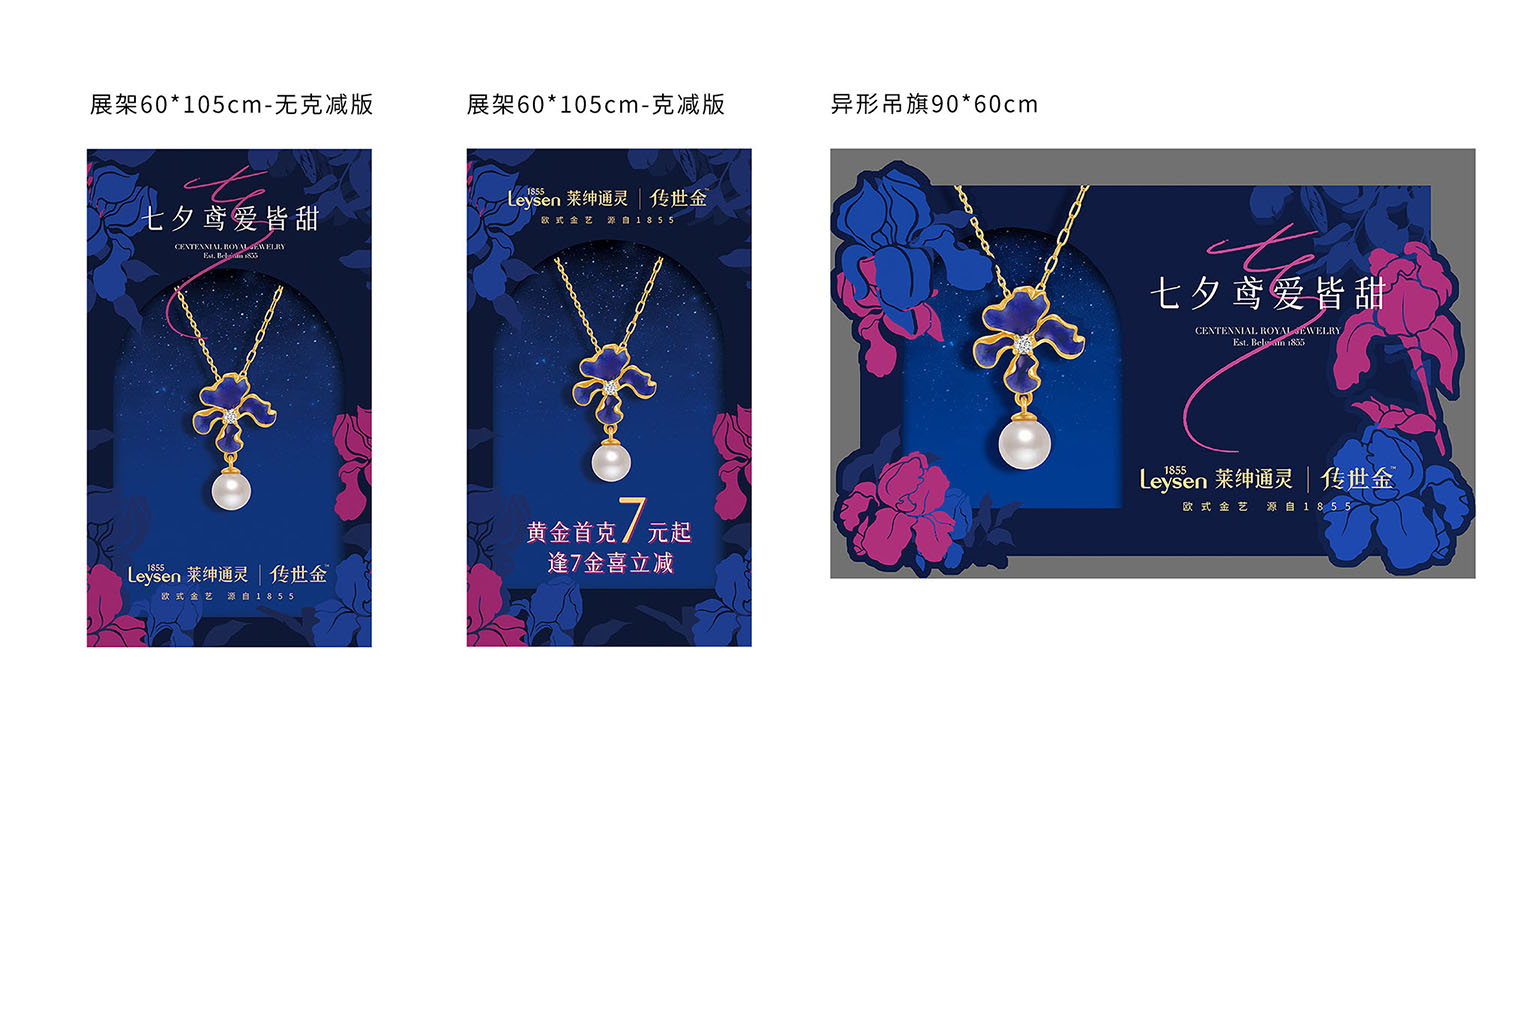 展架60*105cm-无克减版
七夕鸢爱皆甜
CENTENNIAL ROYAL JEWELRY
Est. Belgium 1855
1855
Leysen 莱绅通灵 | 传世金™
欧式金艺 源自1855
展架60*105cm-克减版
1855
Leysen 莱绅通灵 | 传世金™
欧式金艺 源自1855
黄金首克7元起
逢7金喜立减
异形吊旗90*60cm
七夕鸢爱皆甜
CENTENNIAL ROYAL JEWELRY
Est. Belgium 1855
1855
Leysen 莱绅通灵 | 传世金™
欧式金艺 源自1855